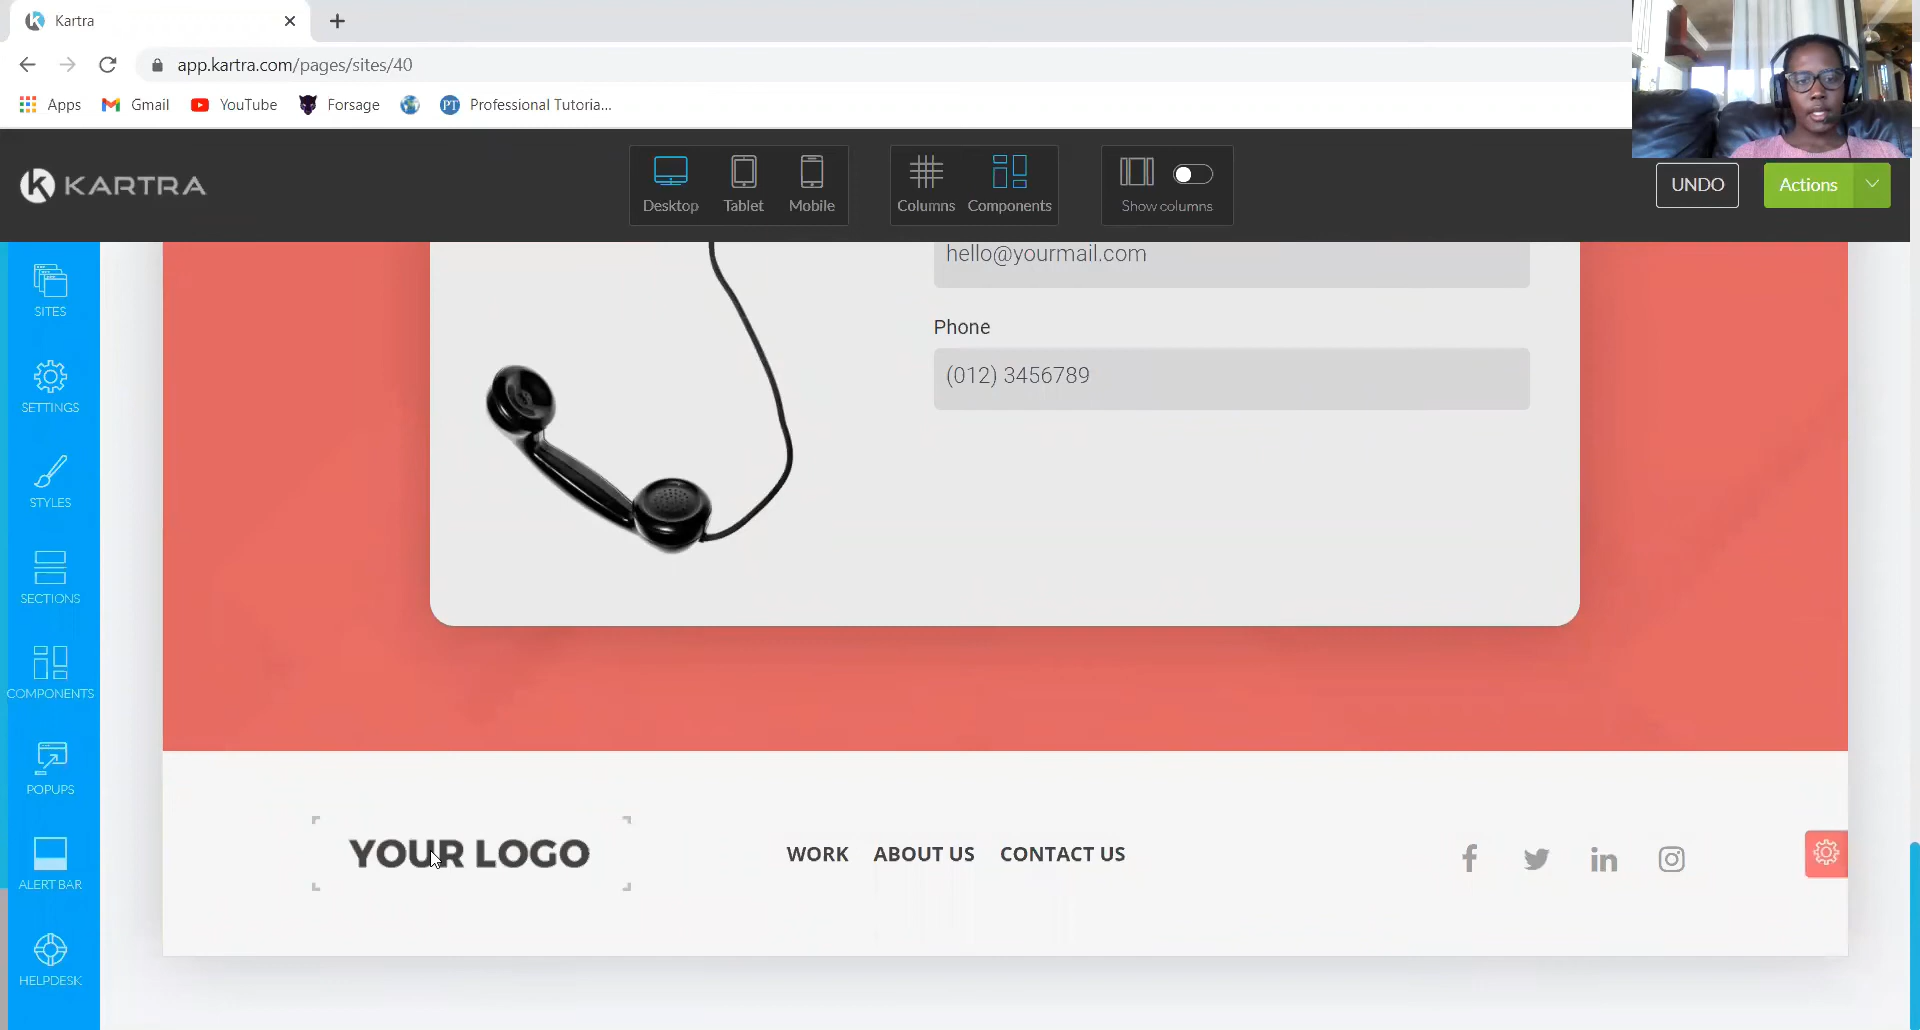 Kartra
app.kartra.com/pages/sites/40
Apps
Gmail
YouTube
Forsage
PT
Professional Tutoria...
KARTRA
Desktop
Tablet
Mobile
Columns
Components
Show columns
UNDO
Actions
SITES
SETTINGS
STYLES
SECTIONS
COMPONENTS
POPUPS
ALERT BAR
HELPDESK
hello@yourmail.com
Phone
(012) 3456789
YOUR LOGO
WORK
ABOUT US
CONTACT US